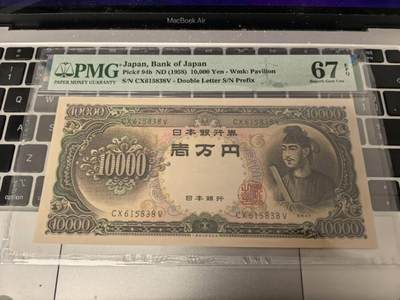 MacBook Air
PMG
PAPER MONEY GUARANTY
Japan, Bank of Japan
Pick# 94b ND (1958) 10,000 Yen - Wmk: Pavilion
S/N CX615838V - Double Letter S/N Prefix
67 EPQ
Superb Gem Unc
10000
10000
CX615838V
日本銀行券
10000
壱万円
日本銀行
CX615838V
10000
10000